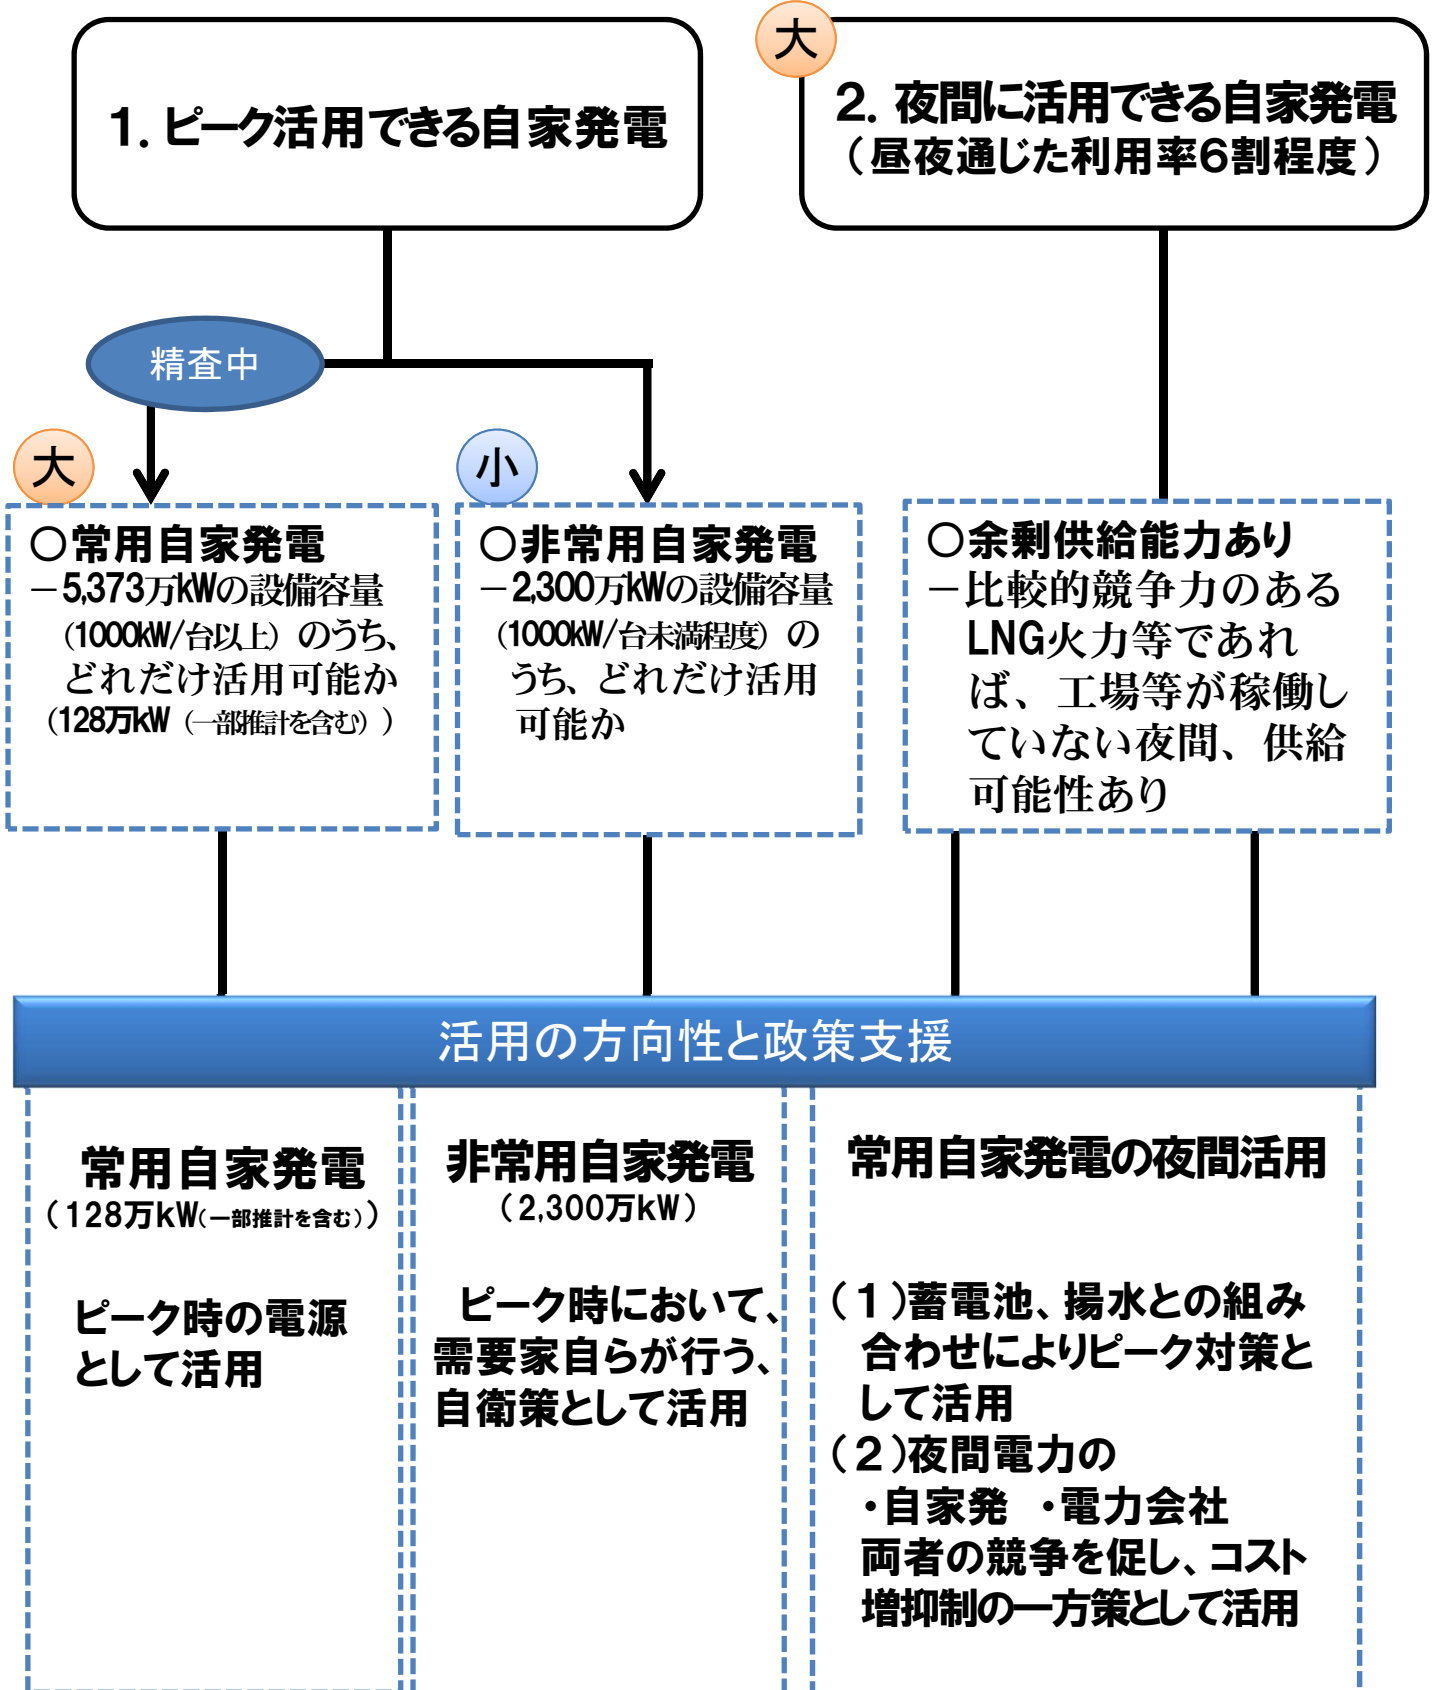 1. ピーク活用できる自家発電
大
2. 夜間に活用できる自家発電
(昼夜通じた利用率6割程度)
精査中
大
○常用自家発電
－5,373万kWの設備容量
(1000kW/台以上)のうち、
どれだけ活用可能か
(128万kW(一部推計を含む))
小
○非常用自家発電
－2,300万kWの設備容量
(1000kW/台未満程度)の
うち、どれだけ活用
可能か
○余剰供給能力あり
－比較的競争力のある
LNG火力等であれ
ば、工場等が稼働し
ていない夜間、供給
可能性あり
活用の方向性と政策支援
常用自家発電
(128万kW(一部推計を含む))
ピーク時の電源
として活用
非常用自家発電
(2,300万kW)
ピーク時において、
需要家自らが行う、
自衛策として活用
常用自家発電の夜間活用
(1)蓄電池、揚水との組み
合わせによりピーク対策と
して活用
(2)夜間電力の
・自家発 ・電力会社
両者の競争を促し、コスト
増抑制の一方策として活用